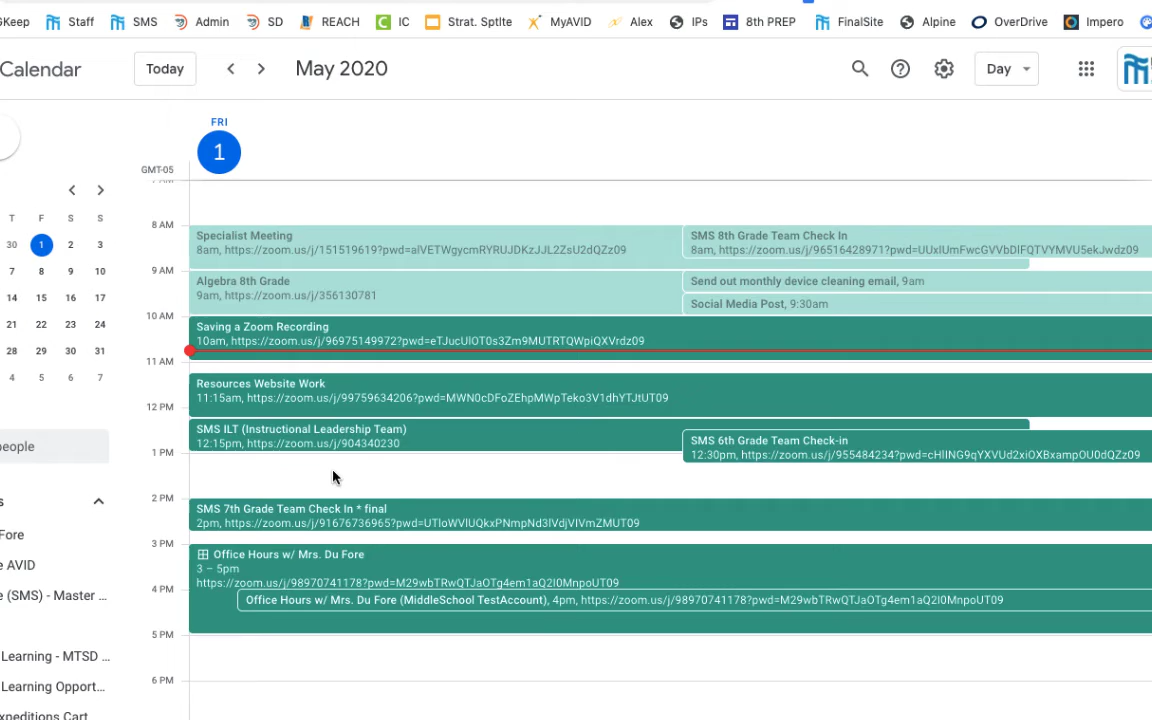 GKeep Staff SMS Admin SD REACH IC Strat. Sptlite MyAVID Alex IPs 8th PREP FinalSite Alpine OverDrive Impero
Calendar Today May 2020 Day
FRI
1
GMT-05
7 AM
T F S S
30 1 2 3
7 8 9 10
14 15 16 17
21 22 23 24
28 29 30 31
4 5 6 7
people
s
Fore
e AVID
e (SMS) - Master ...
Learning - MTSD ...
Learning Opport...
xpeditions Cart
8 AM
Specialist Meeting
8am, https://zoom.us/j/151519619?pwd=alVETWgycmRYRUJDKzJJL2ZsU2dQZz09
SMS 8th Grade Team Check In
8am, https://zoom.us/j/96516428971?pwd=UUxIUmFwcGVVbDlFQTVYMVU5ekJwdz09
9 AM
Algebra 8th Grade
9am, https://zoom.us/j/356130781
Send out monthly device cleaning email, 9am
Social Media Post, 9:30am
10 AM
Saving a Zoom Recording
10am, https://zoom.us/j/96975149972?pwd=eTJucUlOT0s3Zm9MUTRTQWpiQXVrdz09
11 AM
Resources Website Work
11:15am, https://zoom.us/j/99759634206?pwd=MWN0cDFoZEhpMWpTeko3V1dhYTJtUT09
12 PM
SMS ILT (Instructional Leadership Team)
12:15pm, https://zoom.us/j/904340230
SMS 6th Grade Team Check-in
12:30pm, https://zoom.us/j/955484234?pwd=cHlING9qYXVUd2xiOXBxampOU0dQZz09
1 PM
2 PM
SMS 7th Grade Team Check In * final
2pm, https://zoom.us/j/91676736965?pwd=UTloWVlUQkxPNmpNd3lVdjVIVmZMUT09
3 PM
Office Hours w/ Mrs. Du Fore
3 – 5pm
https://zoom.us/j/98970741178?pwd=M29wbTRwQTJaOTg4em1aQ2I0MnpoUT09
4 PM
Office Hours w/ Mrs. Du Fore (MiddleSchool TestAccount), 4pm, https://zoom.us/j/98970741178?pwd=M29wbTRwQTJaOTg4em1aQ2I0MnpoUT09
5 PM
6 PM